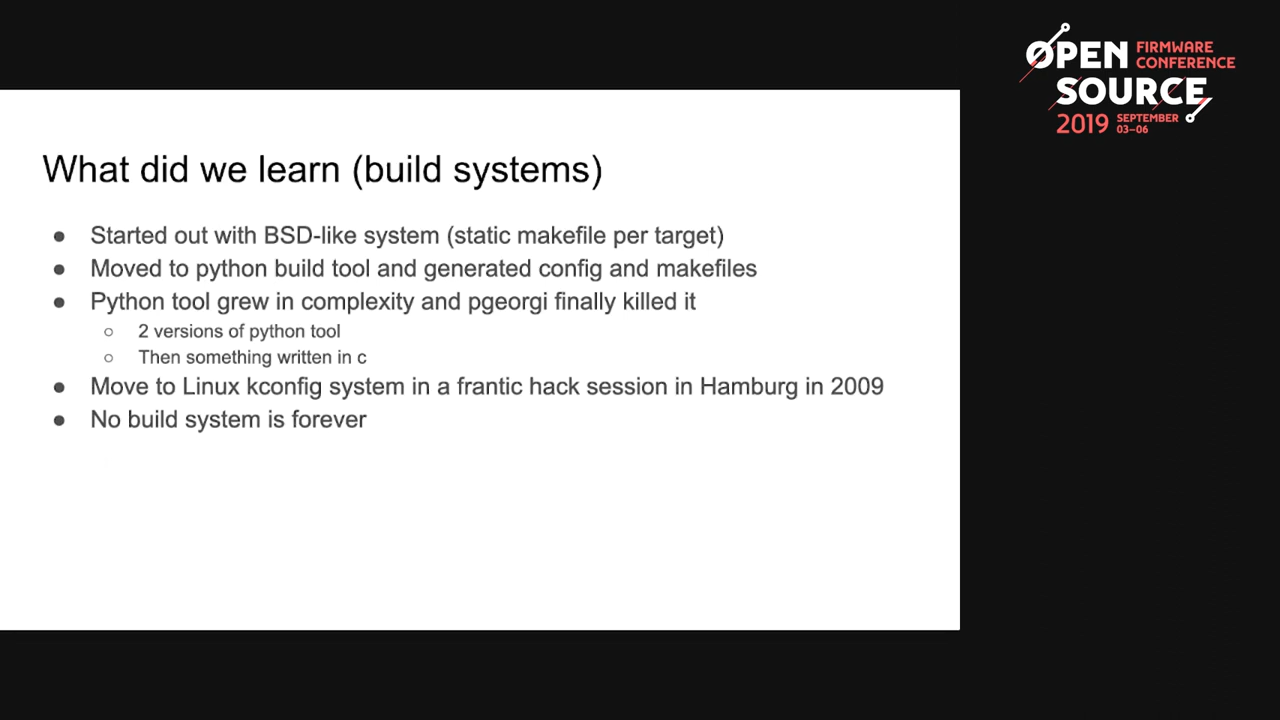 OPEN FIRMWARE CONFERENCE
SOURCE
2019 SEPTEMBER 03–06
What did we learn (build systems)
● Started out with BSD-like system (static makefile per target)
● Moved to python build tool and generated config and makefiles
● Python tool grew in complexity and pgeorgi finally killed it
○ 2 versions of python tool
○ Then something written in c
● Move to Linux kconfig system in a frantic hack session in Hamburg in 2009
● No build system is forever